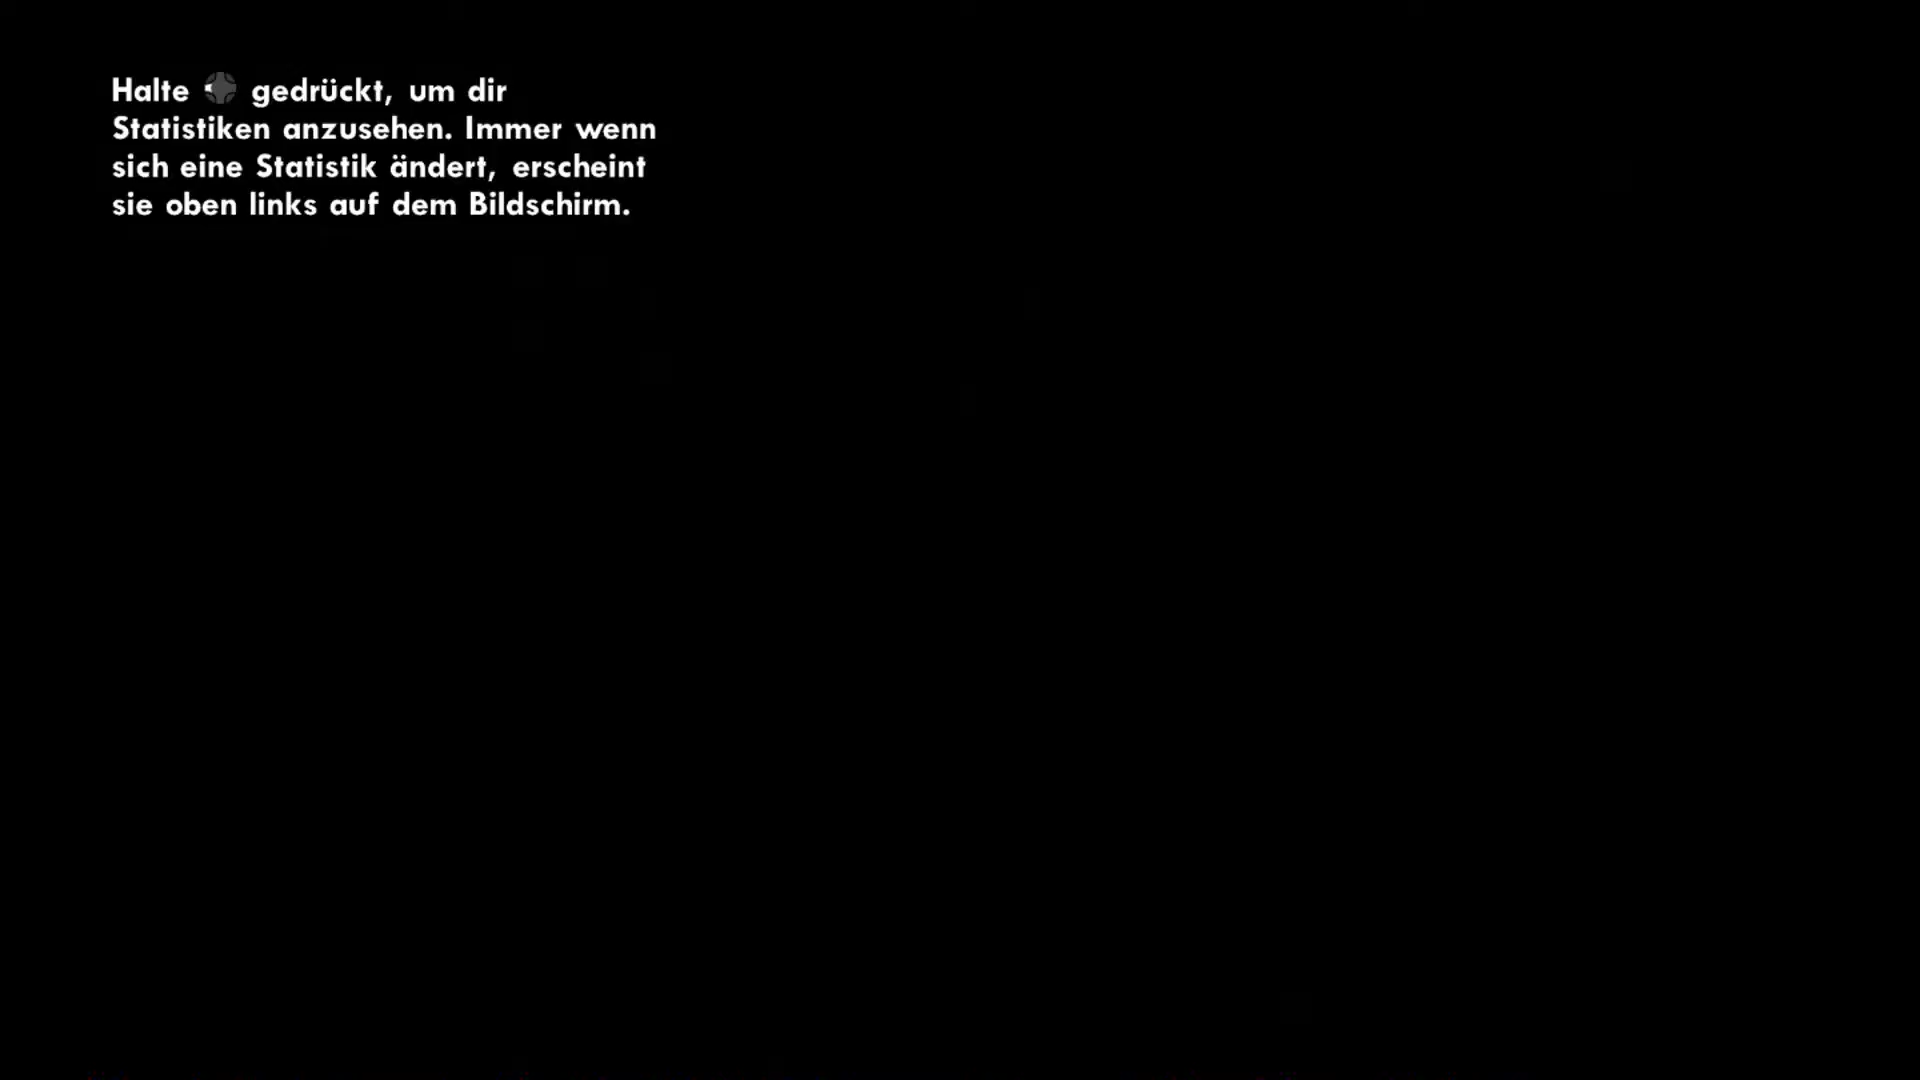 Halte gedrückt, um dir
Statistiken anzusehen. Immer wenn
sich eine Statistik ändert, erscheint
sie oben links auf dem Bildschirm.